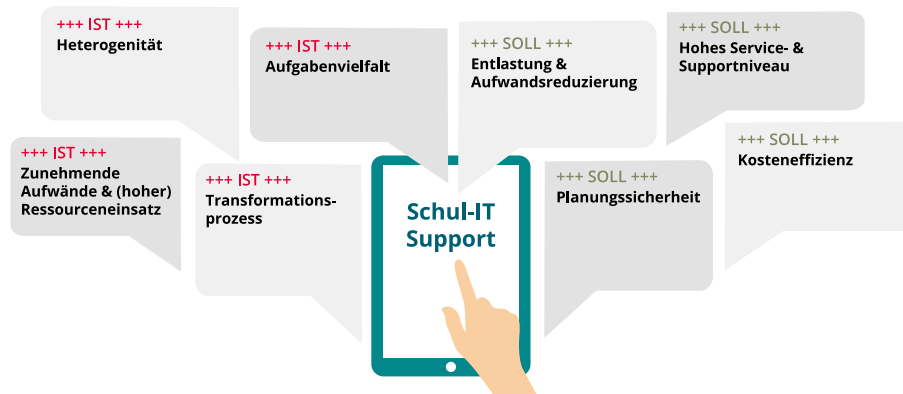 +++ IST +++
Heterogenität
+++ IST +++
Aufgabenvielfalt
+++ SOLL +++
Entlastung &
Aufwandsreduzierung
+++ SOLL +++
Hohes Service- &
Supportniveau
+++ IST +++
Zunehmende
Aufwände & (hoher)
Ressourceneinsatz
+++ IST +++
Transformations-
prozess
Schul-IT
Support
+++ SOLL +++
Planungssicherheit
+++ SOLL +++
Kosteneffizienz